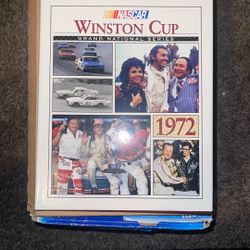 NASCAR
WINSTON CUP
GRAND NATIONAL SERIES
1972